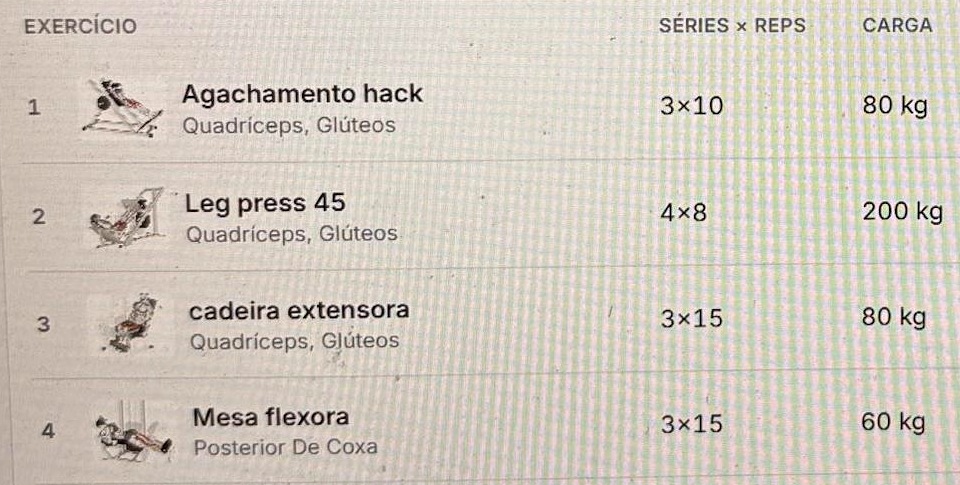 EXERCÍCIO SÉRIES × REPS CARGA
1 Agachamento hack 3×10 80 kg
Quadríceps, Glúteos
2 Leg press 45 4×8 200 kg
Quadríceps, Glúteos
3 cadeira extensora 3×15 80 kg
Quadríceps, Glúteos
4 Mesa flexora 3×15 60 kg
Posterior De Coxa